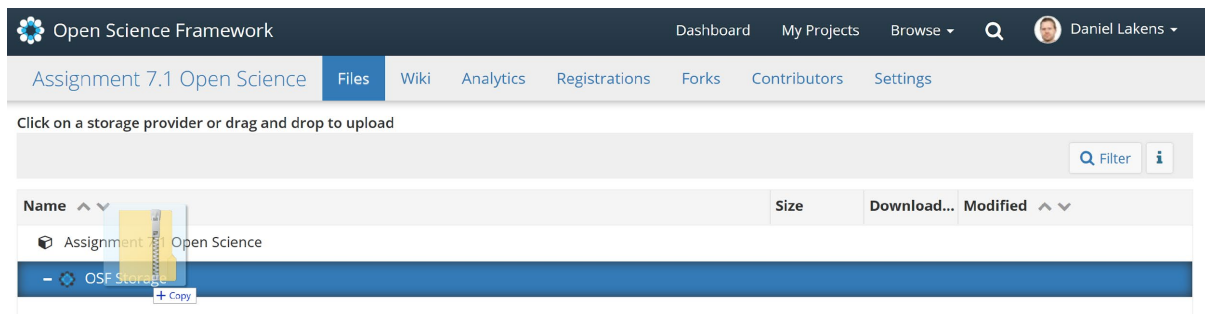 Open Science Framework Dashboard My Projects Browse Daniel Lakens
Assignment 7.1 Open Science Files Wiki Analytics Registrations Forks Contributors Settings
Click on a storage provider or drag and drop to upload
Filter i
Name Size Download... Modified
Assignment 7.1 Open Science
OSF Storage
+ Copy